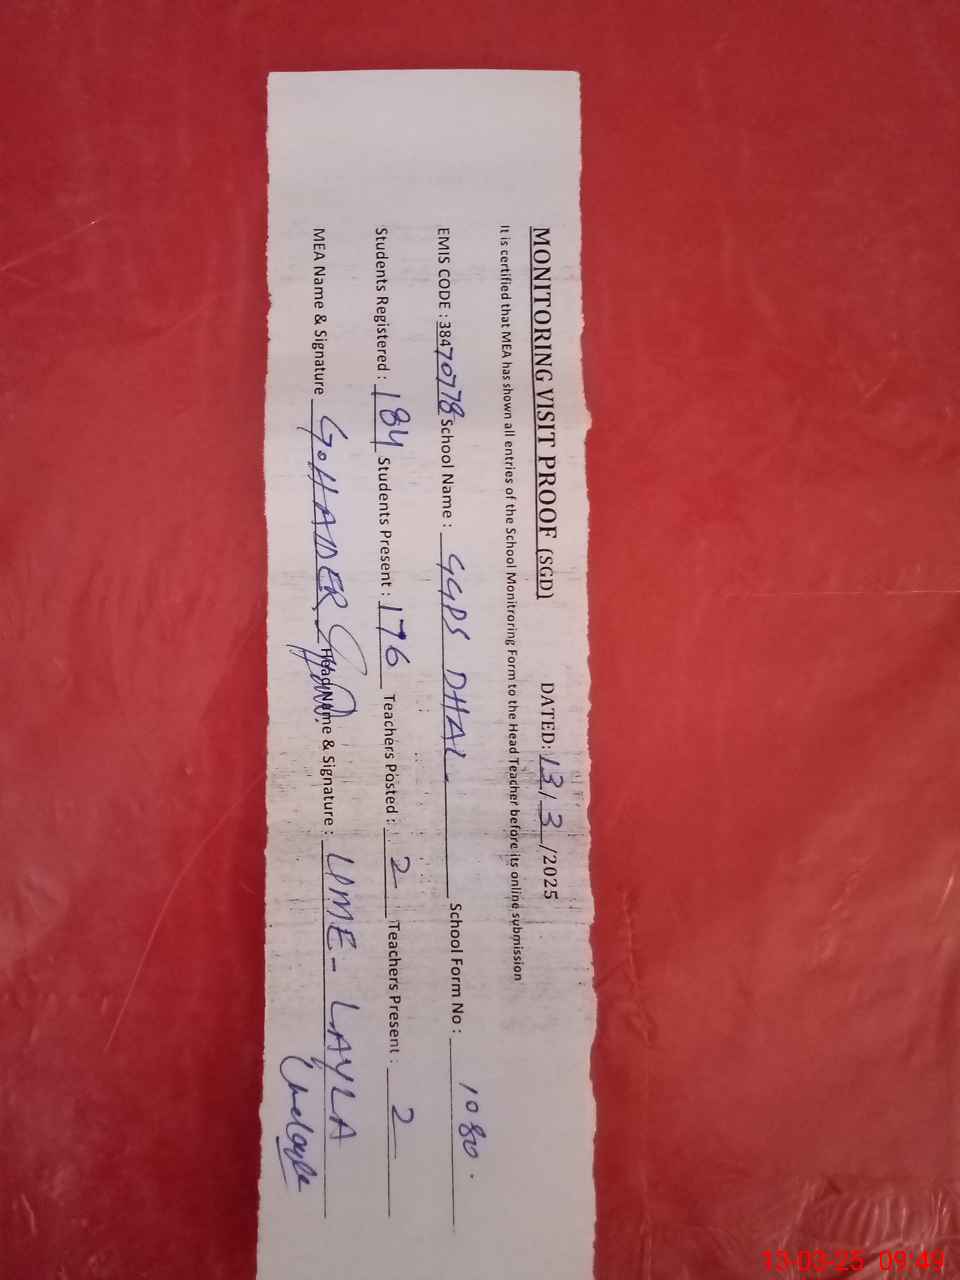 MONITORING VISIT PROOF (SGD) DATED: 13/3/2025
It is certified that MEA has shown all entries of the School Monitroring Form to the Head Teacher before its online submission
EMIS CODE : 38470778 School Name : GGPS DHAL. School Form No : 1080.
Students Registered : 184 Students Present : 176 Teachers Posted : 2 Teachers Present : 2
MEA Name & Signature G.HADER Head Name & Signature : UME-LAYLA
13-03-25 09:49